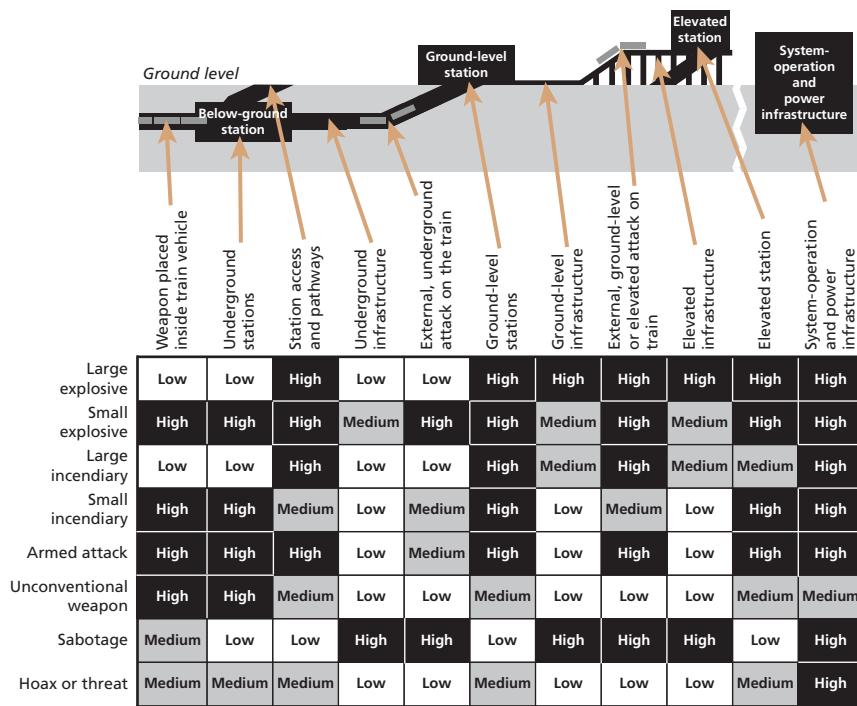 Elevated
station
Ground-level
station
System-
operation
and
power
infrastructure
Ground level
Below-ground
station
Weapon placed
inside train vehicle
Underground
stations
Station access
and pathways
Underground
infrastructure
External, underground
attack on the train
Ground-level
stations
Ground-level
infrastructure
External, ground-level
or elevated attack on
train
Elevated
infrastructure
Elevated station
System-operation
and power
infrastructure
Large
explosive
Low Low High Low Low High High High High High High
Small
explosive
High High High Medium High High Medium High Medium High High
Large
incendiary
Low Low High Low Low High Medium High Medium Medium High
Small
incendiary
High High Medium Low Medium High Low Medium Low High High
Armed attack High High High Low Medium High Low High Low High High
Unconventional
weapon
High High Medium Low Low Medium Low Low Low Medium Medium
Sabotage Medium Low Low High High Low High High High Low High
Hoax or threat Medium Medium Medium Low Low Medium Low Low Low Medium High